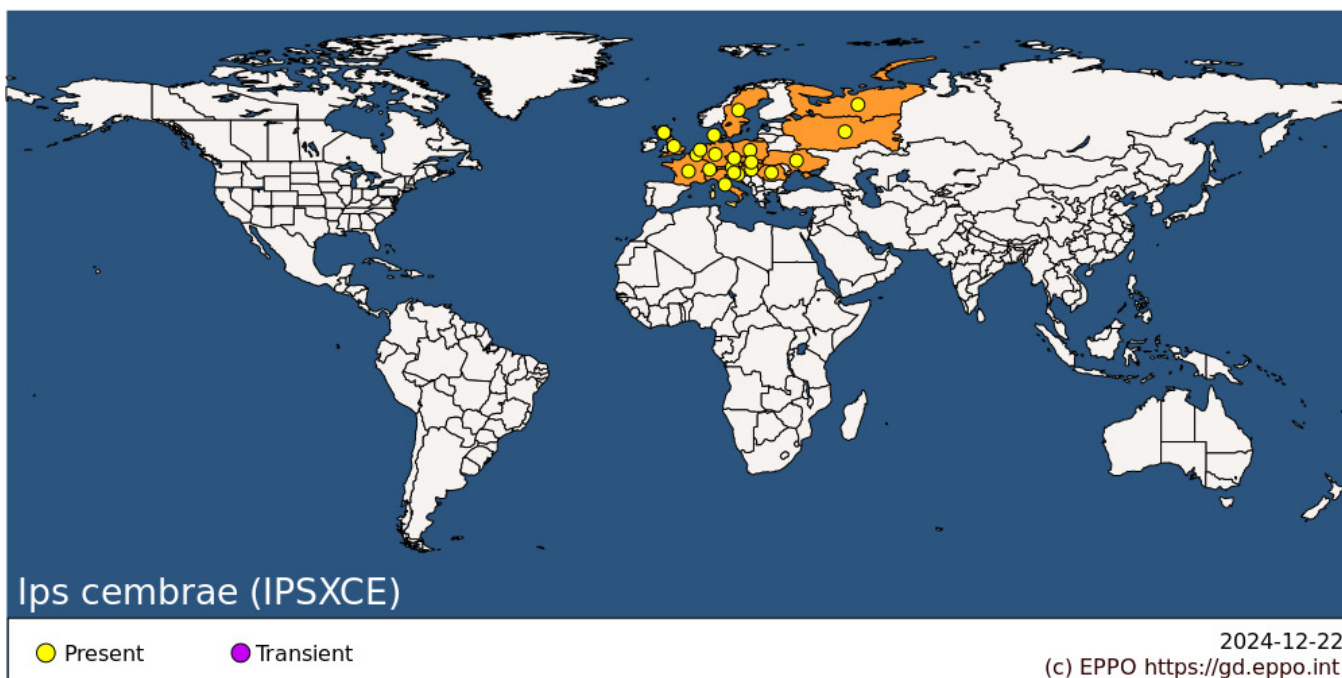 Ips cembrae (IPSXCE)
Present
Transient
2024-12-22
(c) EPPO https://gd.eppo.int